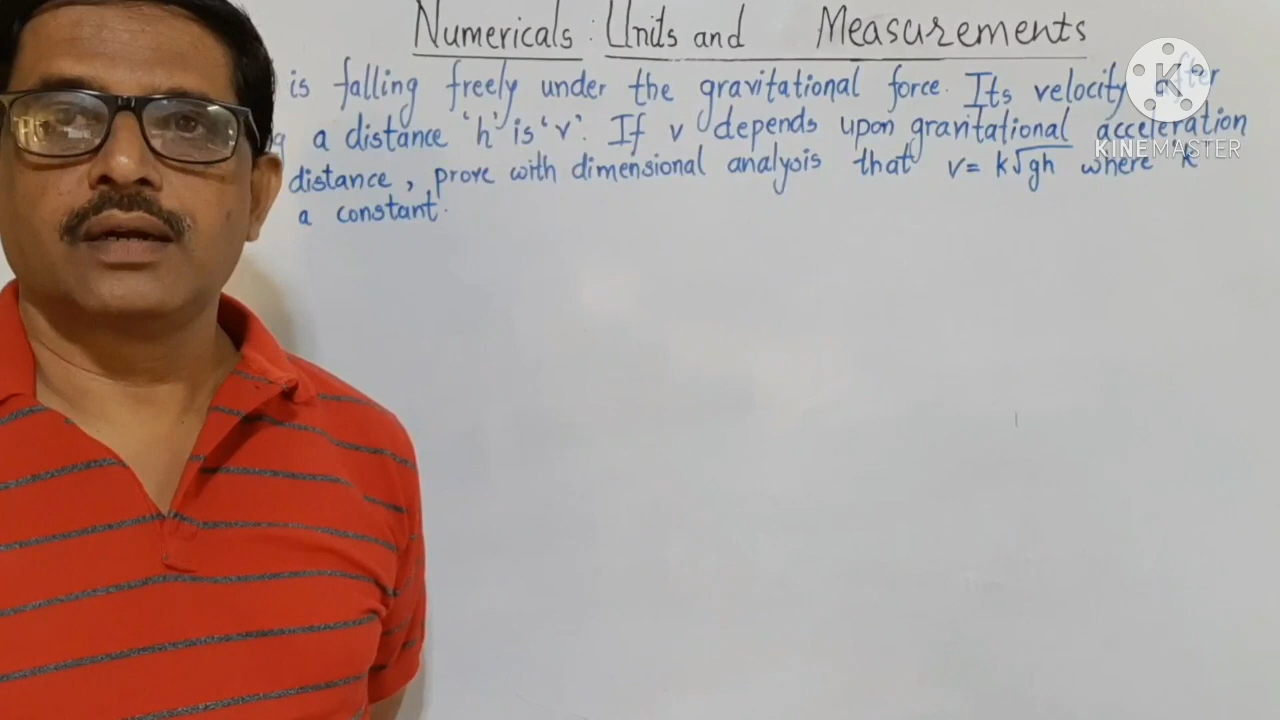 Numericals : Units and Measurements
is falling freely under the gravitational force. Its velocity after
g a distance 'h' is 'v'. If v depends upon gravitational acceleration
distance, prove with dimensional analysis that v= k√gh where k
a constant.
K
KINEMASTER